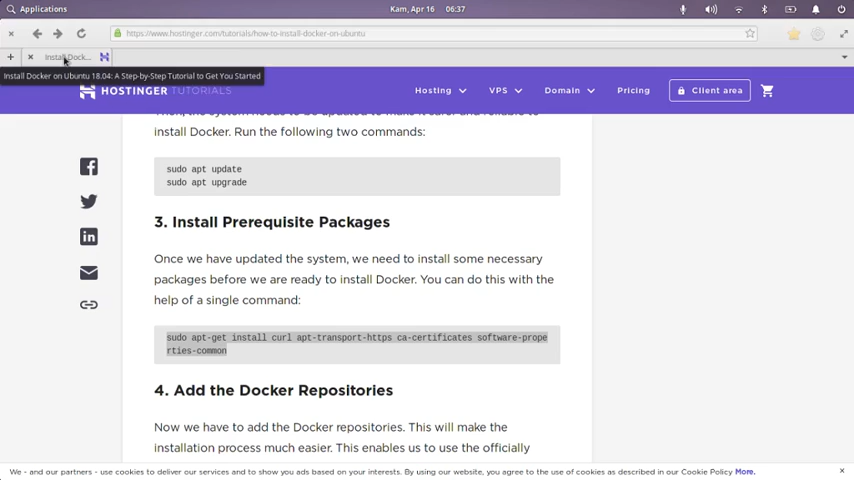 Applications
Kam, Apr 16 06:37
https://www.hostinger.com/tutorials/how-to-install-docker-on-ubuntu
Install Dock...
Install Docker on Ubuntu 18.04: A Step-by-Step Tutorial to Get You Started
HOSTINGER TUTORIALS
Hosting VPS Domain Pricing Client area
install Docker. Run the following two commands:
sudo apt update
sudo apt upgrade
3. Install Prerequisite Packages
Once we have updated the system, we need to install some necessary
packages before we are ready to install Docker. You can do this with the
help of a single command:
sudo apt-get install curl apt-transport-https ca-certificates software-prope
rties-common
4. Add the Docker Repositories
Now we have to add the Docker repositories. This will make the
installation process much easier. This enables us to use the officially
We - and our partners - use cookies to deliver our services and to show you ads based on your interests. By using our website, you agree to the use of cookies as described in our Cookie Policy More.